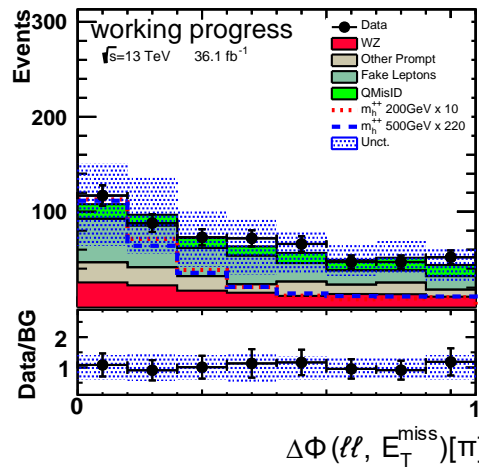 Events
300
200
100
working progress
√s=13 TeV 36.1 fb-1
Data
WZ
Other Prompt
Fake Leptons
QMisID
m_h^++ 200GeV x 10
m_h^++ 500GeV x 220
Unct.
Data/BG
2
1
0 1
ΔΦ(ℓℓ, E_T^miss)[π]